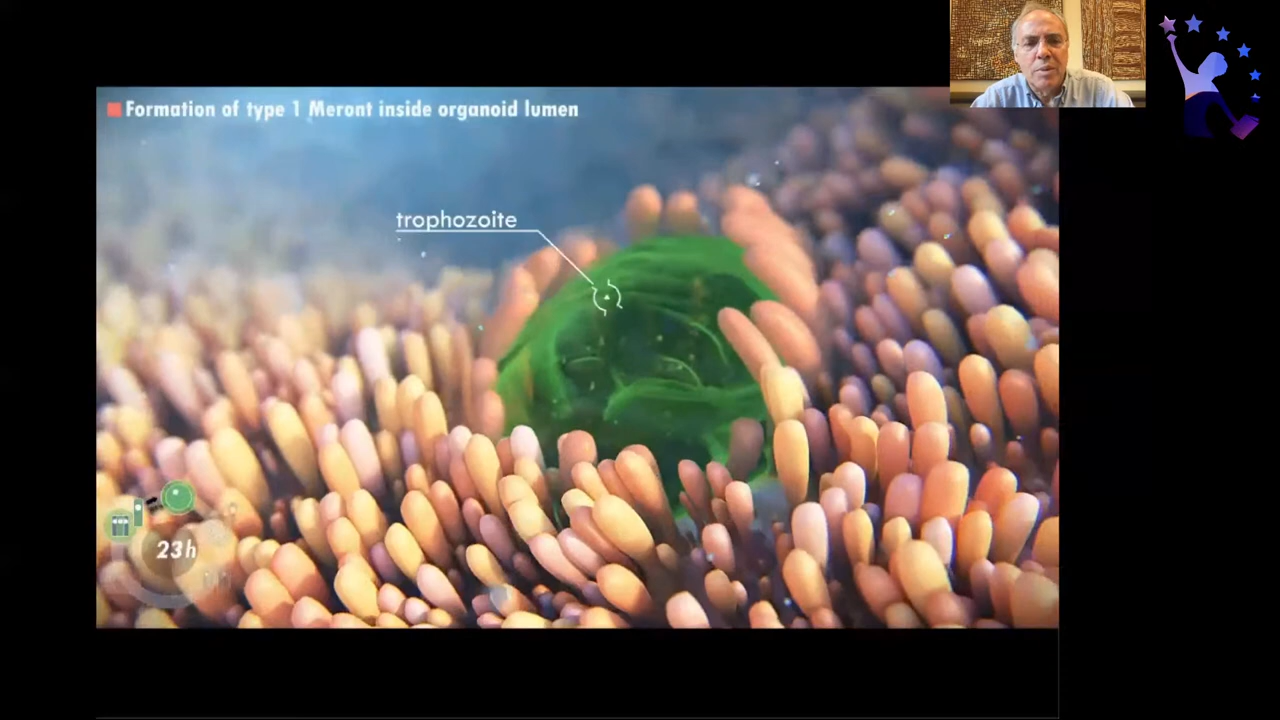 Formation of type 1 Meront inside organoid lumen
trophozoite
23h